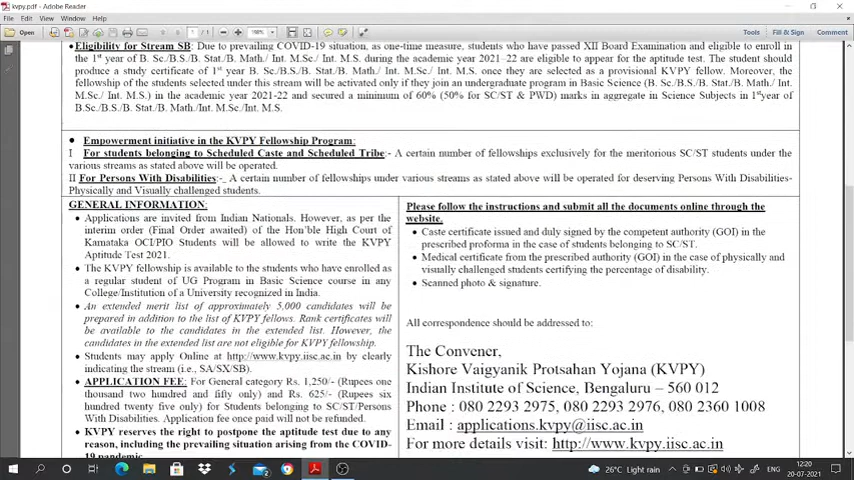 kvpy.pdf - Adobe Reader
File Edit View Window Help
Open
1 / 1
198%
Tools Fill & Sign Comment
• Eligibility for Stream SB: Due to prevailing COVID-19 situation, as one-time measure, students who have passed XII Board Examination and eligible to enroll in
the 1st year of B. Sc./B.S./B. Stat./B. Math./ Int. M.Sc./ Int. M.S. during the academic year 2021–22 are eligible to appear for the aptitude test. The student should
produce a study certificate of 1st year B. Sc./B.S./B. Stat./B. Math./ Int. M.Sc./ Int. M.S. once they are selected as a provisional KVPY fellow. Moreover, the
fellowship of the students selected under this stream will be activated only if they join an undergraduate program in Basic Science (B. Sc./B.S./B. Stat./B. Math./ Int.
M.Sc./ Int. M.S.) in the academic year 2021-22 and secured a minimum of 60% (50% for SC/ST & PWD) marks in aggregate in Science Subjects in 1st year of
B.Sc./B.S./B. Stat./B. Math./Int. M.Sc./Int. M.S.
• Empowerment initiative in the KVPY Fellowship Program:
I For students belonging to Scheduled Caste and Scheduled Tribe:- A certain number of fellowships exclusively for the meritorious SC/ST students under the
various streams as stated above will be operated.
II For Persons With Disabilities:- A certain number of fellowships under various streams as stated above will be operated for deserving Persons With Disabilities-
Physically and Visually challenged students.
GENERAL INFORMATION:
• Applications are invited from Indian Nationals. However, as per the
interim order (Final Order awaited) of the Hon'ble High Court of
Karnataka OCI/PIO Students will be allowed to write the KVPY
Aptitude Test 2021.
• The KVPY fellowship is available to the students who have enrolled as
a regular student of UG Program in Basic Science course in any
College/Institution of a University recognized in India.
• An extended merit list of approximately 5,000 candidates will be
prepared in addition to the list of KVPY fellows. Rank certificates will
be available to the candidates in the extended list. However, the
candidates in the extended list are not eligible for KVPY fellowship.
• Students may apply Online at http://www.kvpy.iisc.ac.in by clearly
indicating the stream (i.e., SA/SX/SB).
• APPLICATION FEE: For General category Rs. 1,250/- (Rupees one
thousand two hundred and fifty only) and Rs. 625/- (Rupees six
hundred twenty five only) for Students belonging to SC/ST/Persons
With Disabilities. Application fee once paid will not be refunded.
• KVPY reserves the right to postpone the aptitude test due to any
reason, including the prevailing situation arising from the COVID-
19 pandemic.
Please follow the instructions and submit all the documents online through the
website.
• Caste certificate issued and duly signed by the competent authority (GOI) in the
prescribed proforma in the case of students belonging to SC/ST.
• Medical certificate from the prescribed authority (GOI) in the case of physically and
visually challenged students certifying the percentage of disability.
• Scanned photo & signature.
All correspondence should be addressed to:
The Convener,
Kishore Vaigyanik Protsahan Yojana (KVPY)
Indian Institute of Science, Bengaluru – 560 012
Phone : 080 2293 2975, 080 2293 2976, 080 2360 1008
Email : applications.kvpy@iisc.ac.in
For more details visit: http://www.kvpy.iisc.ac.in
26°C Light rain
ENG
12:20
20-07-2021